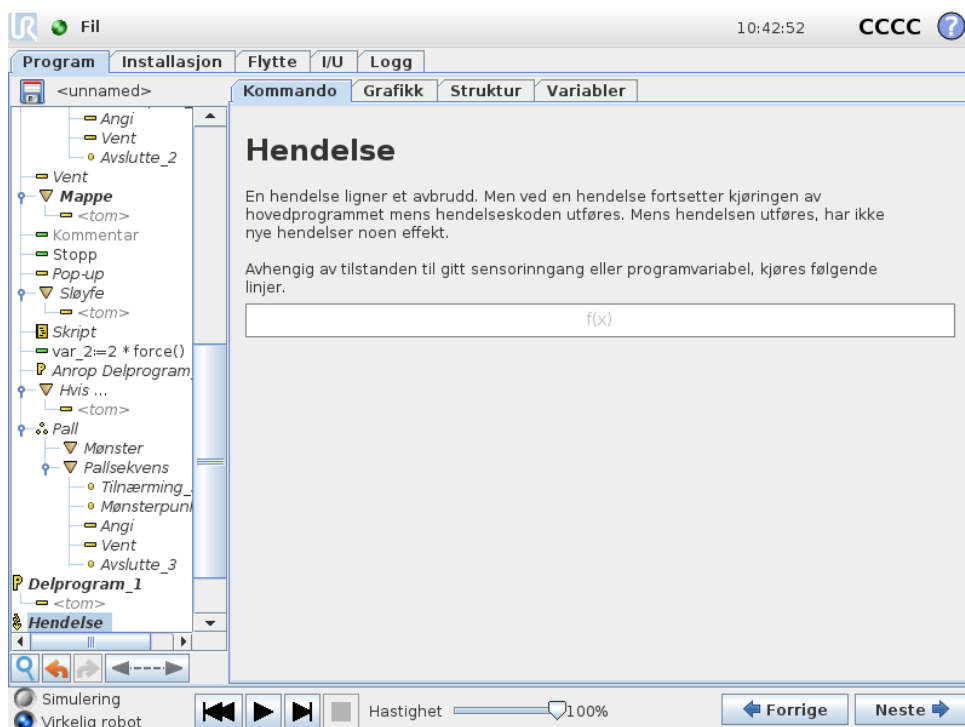 UR Fil 10:42:52 CCCC ?
Program Installasjon Flytte I/U Logg
<unnamed>
Kommando Grafikk Struktur Variabler
Angi
Vent
Avslutte_2
Vent
Mappe
<tom>
Kommentar
Stopp
Pop-up
Sløyfe
<tom>
Skript
var_2:=2 * force()
Anrop Delprogram
Hvis ...
<tom>
Pall
Mønster
Pallsekvens
Tilnærming_
Mønsterpunk
Angi
Vent
Avslutte_3
P Delprogram_1
<tom>
Hendelse
Hendelse
En hendelse ligner et avbrudd. Men ved en hendelse fortsetter kjøringen av
hovedprogrammet mens hendelseskoden utføres. Mens hendelsen utføres, har ikke
nye hendelser noen effekt.
Avhengig av tilstanden til gitt sensorinngang eller programvariabel, kjøres følgende
linjer.
f(x)
Simulering
Virkelig robot
Hastighet 100%
Forrige Neste